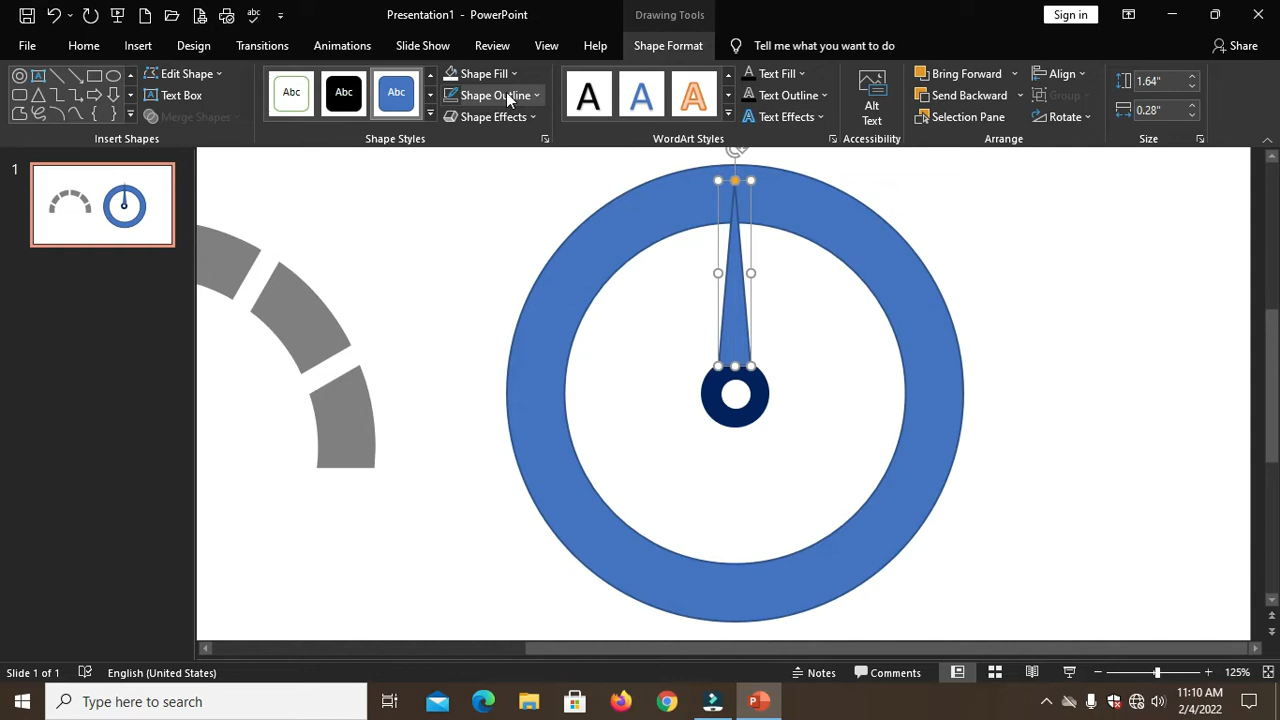 Presentation1 - PowerPoint
Drawing Tools
Sign in
File
Home
Insert
Design
Transitions
Animations
Slide Show
Review
View
Help
Shape Format
Tell me what you want to do
Share
Edit Shape
Text Box
Merge Shapes
Insert Shapes
Abc
Abc
Abc
Shape Fill
Shape Outline
Shape Effects
Shape Styles
A
A
A
Text Fill
Text Outline
Text Effects
WordArt Styles
Alt
Text
Accessibility
Bring Forward
Send Backward
Selection Pane
Align
Group
Rotate
Arrange
1.64"
0.28"
Size
1
Slide 1 of 1
English (United States)
Notes
Comments
125%
Type here to search
11:10 AM
2/4/2022